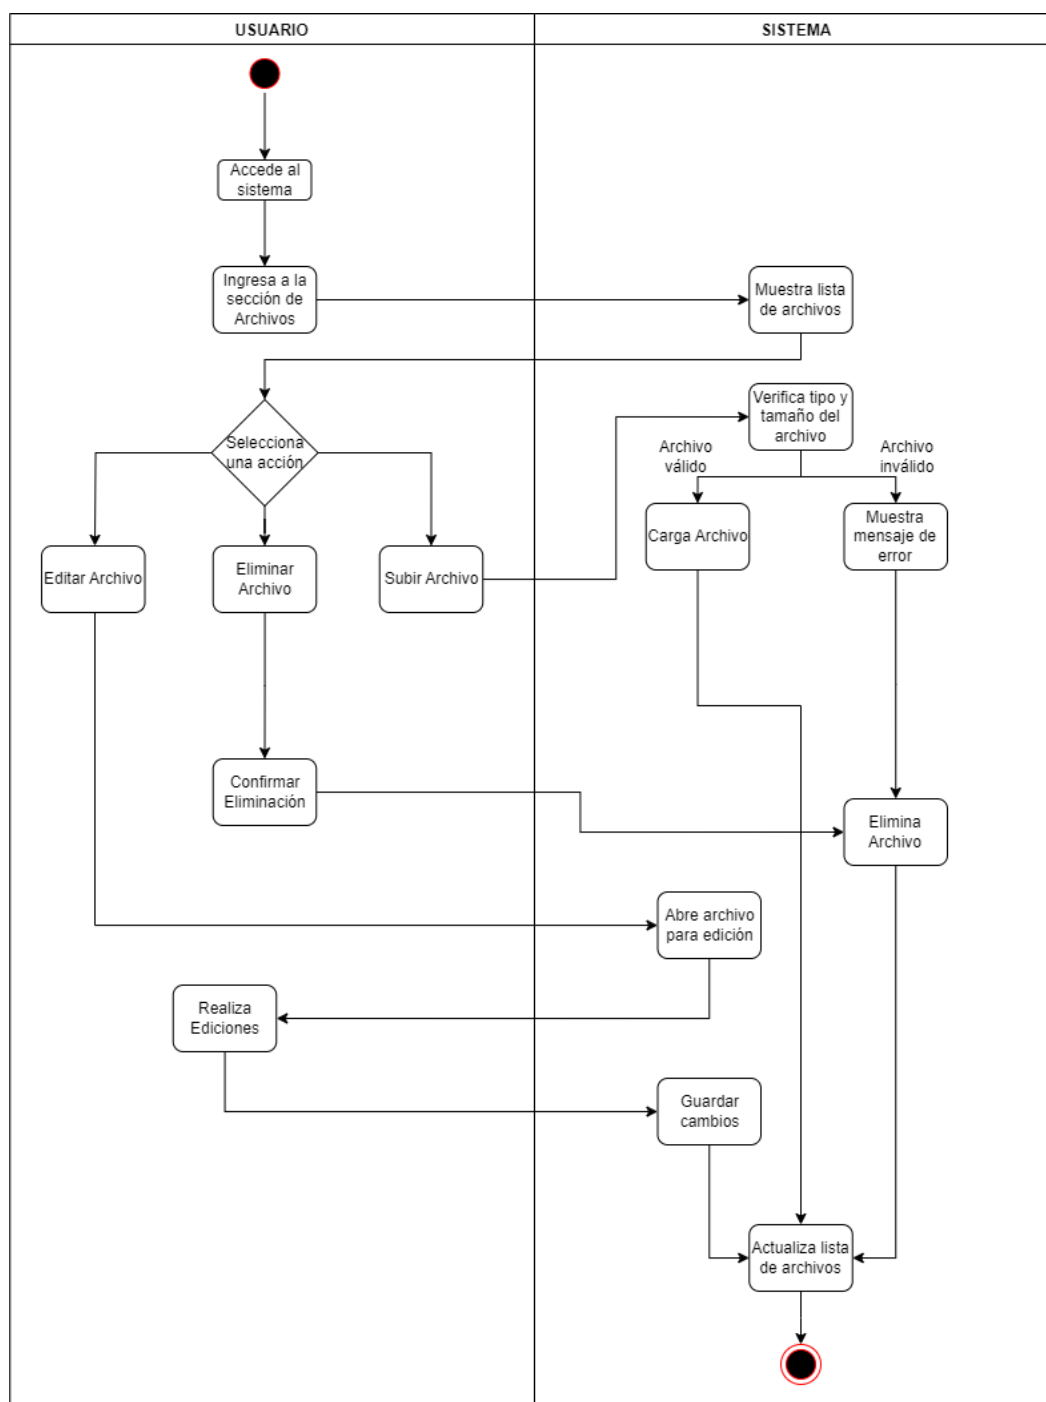 USUARIO
SISTEMA
Accede al
sistema
Ingresa a la
sección de
Archivos
Muestra lista
de archivos
Selecciona
una acción
Verifica tipo y
tamaño del
archivo
Archivo
válido
Archivo
inválido
Editar Archivo
Eliminar
Archivo
Subir Archivo
Carga Archivo
Muestra
mensaje de
error
Confirmar
Eliminación
Elimina
Archivo
Abre archivo
para edición
Realiza
Ediciones
Guardar
cambios
Actualiza lista
de archivos